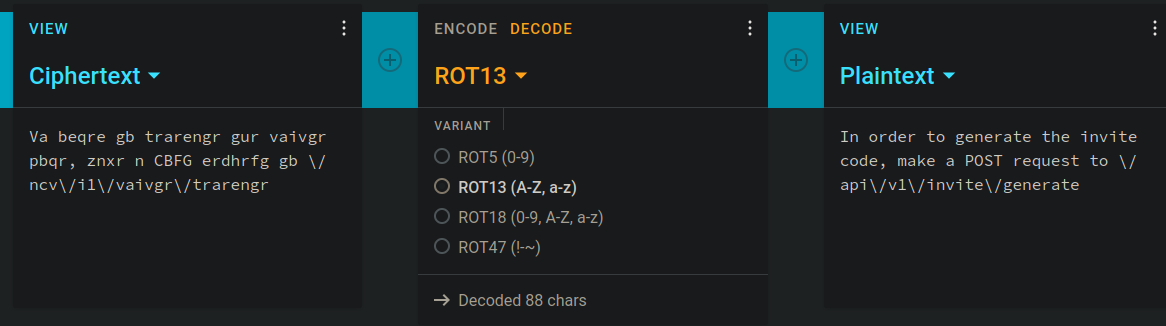 VIEW
Ciphertext
Va beqre gb trarengr gur vaivgr
pbqr, znxr n CBFG erdhrfg gb \/
ncv\/i1\/vaivgr\/trarengr
ENCODE DECODE
ROT13
VARIANT
ROT5 (0-9)
ROT13 (A-Z, a-z)
ROT18 (0-9, A-Z, a-z)
ROT47 (!-~)
→ Decoded 88 chars
VIEW
Plaintext
In order to generate the invite
code, make a POST request to \/
api\/v1\/invite\/generate